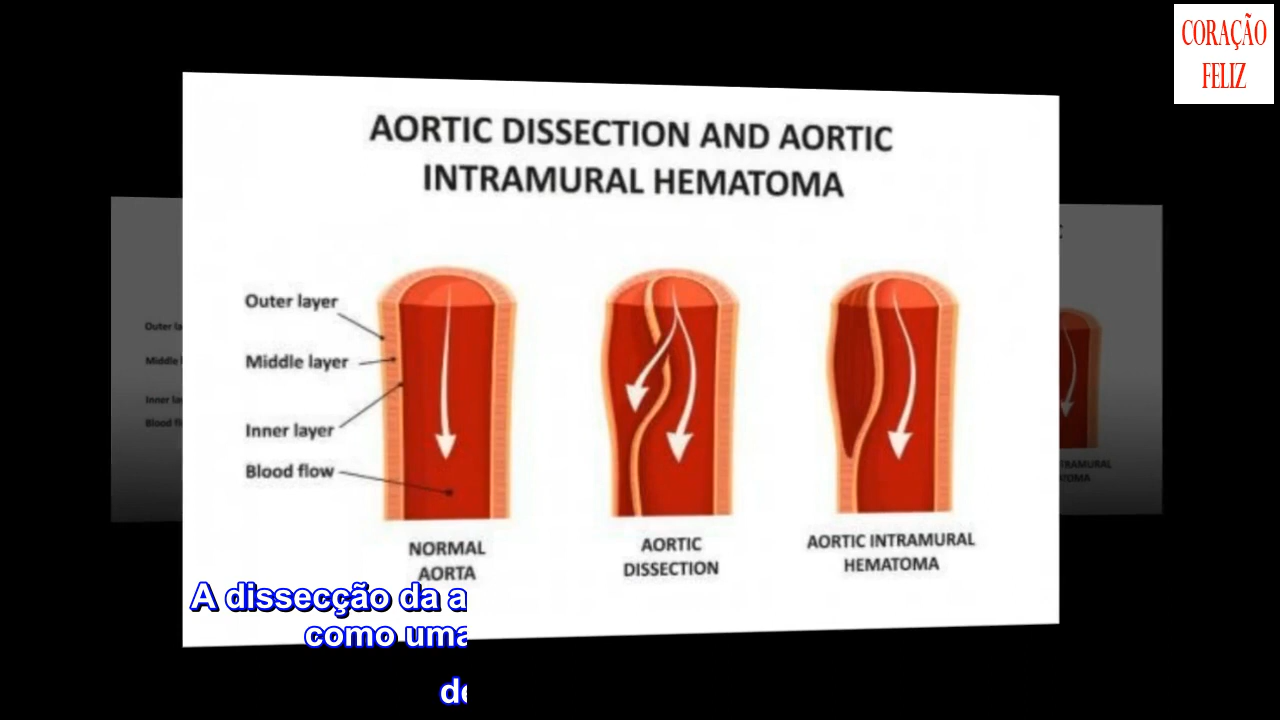 CORAÇÃO
FELIZ
AORTIC DISSECTION AND AORTIC
INTRAMURAL HEMATOMA
Outer layer
Middle layer
Inner layer
Blood flow
NORMAL
AORTA
AORTIC
DISSECTION
AORTIC INTRAMURAL
HEMATOMA
A dissecção da
como uma